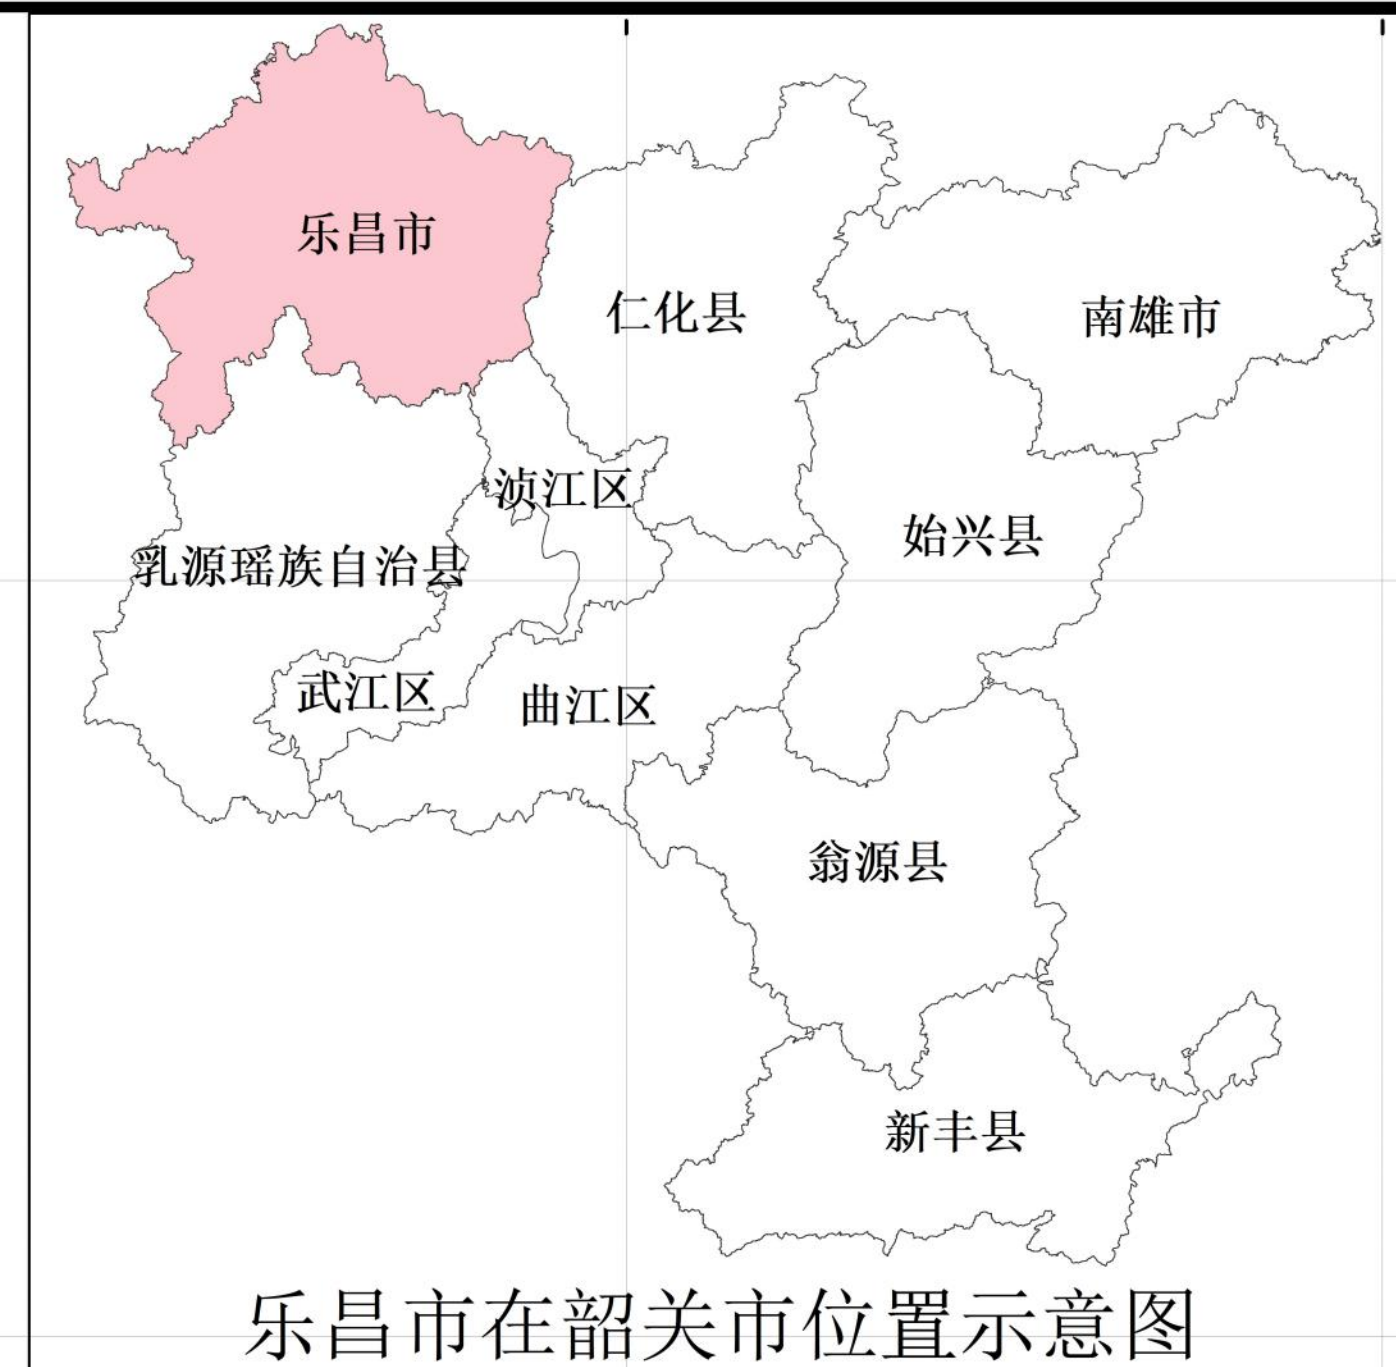 乐昌市
仁化县
南雄市
浈江区
始兴县
乳源瑶族自治县
武江区
曲江区
翁源县
新丰县
乐昌市在韶关市位置示意图